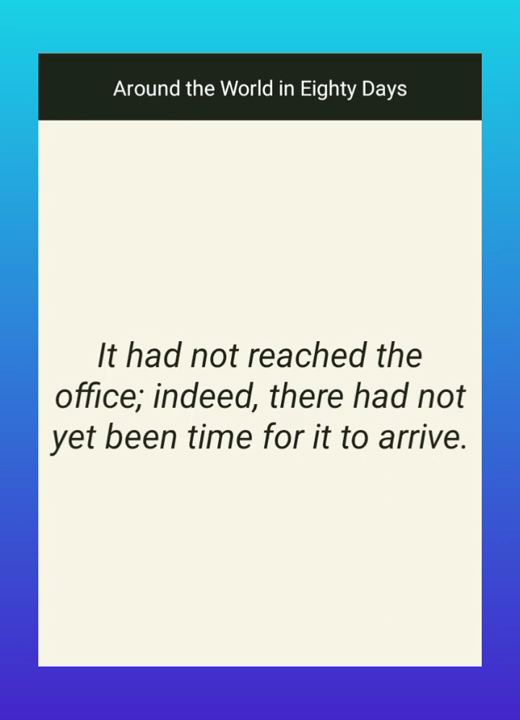 Around the World in Eighty Days
It had not reached the
office; indeed, there had not
yet been time for it to arrive.